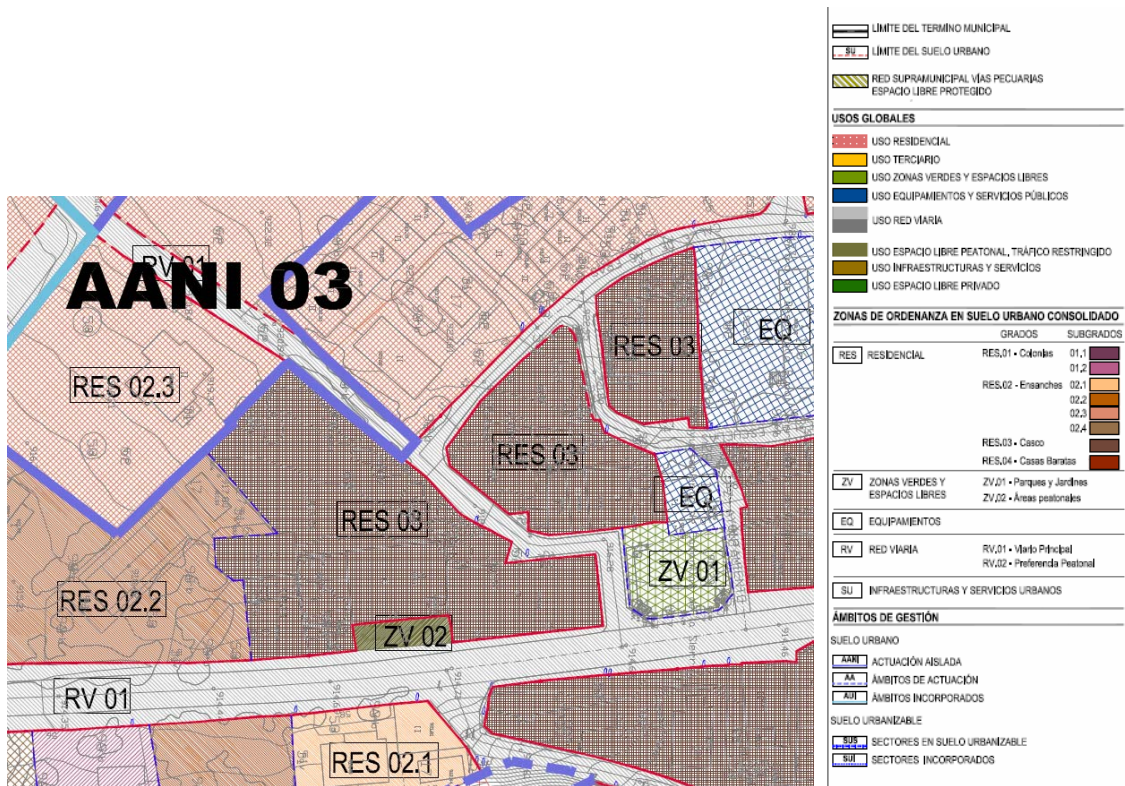 RV 01
AANI 03
RES 03
EQ
RES 02.3
RES 03
EQ
RES 03
ZV 01
RES 02.2
ZV 02
RV 01
RES 02.1
LÍMITE DEL TERMINO MUNICIPAL
SU LÍMITE DEL SUELO URBANO
RED SUPRAMUNICIPAL VÍAS PECUARIAS
ESPACIO LIBRE PROTEGIDO
USOS GLOBALES
USO RESIDENCIAL
USO TERCIARIO
USO ZONAS VERDES Y ESPACIOS LIBRES
USO EQUIPAMIENTOS Y SERVICIOS PÚBLICOS
USO RED VIARIA
USO ESPACIO LIBRE PEATONAL, TRÁFICO RESTRINGIDO
USO INFRAESTRUCTURAS Y SERVICIOS
USO ESPACIO LIBRE PRIVADO
ZONAS DE ORDENANZA EN SUELO URBANO CONSOLIDADO
GRADOS SUBGRADOS
RES RESIDENCIAL RES.01 - Colonias 01.1
01.2
RES.02 - Ensanches 02.1
02.2
02.3
02.4
RES.03 - Casco
RES.04 - Casas Baratas
ZV ZONAS VERDES Y ZV.01 - Parques y Jardines
ESPACIOS LIBRES ZV.02 - Áreas peatonales
EQ EQUIPAMIENTOS
RV RED VIARIA RV.01 - Viario Principal
RV.02 - Preferencia Peatonal
SU INFRAESTRUCTURAS Y SERVICIOS URBANOS
ÁMBITOS DE GESTIÓN
SUELO URBANO
AANI ACTUACIÓN AISLADA
AA ÁMBITOS DE ACTUACIÓN
AUI ÁMBITOS INCORPORADOS
SUELO URBANIZABLE
SUS SECTORES EN SUELO URBANIZABLE
SUI SECTORES INCORPORADOS